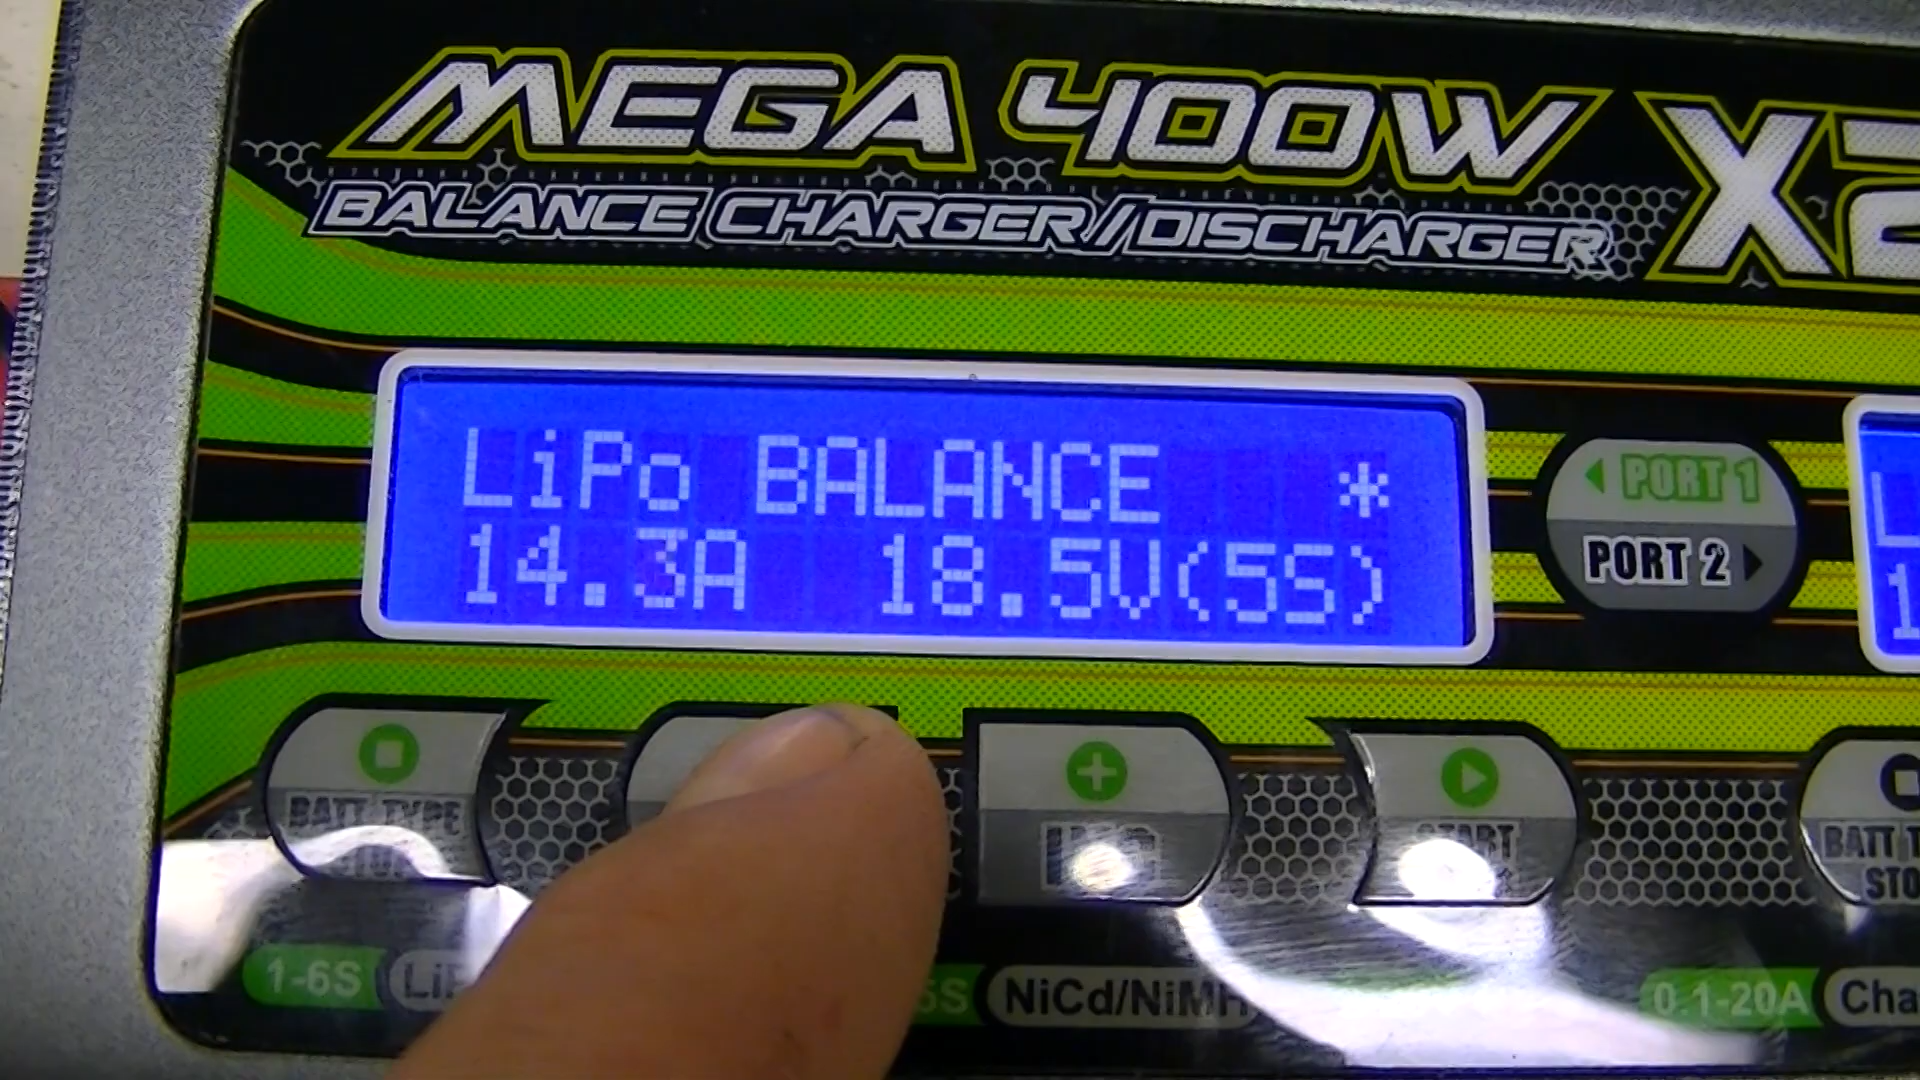 MEGA 400W X2
BALANCE CHARGER/DISCHARGER
LiPo BALANCE *
14.3A 18.5V(5S)
PORT 1
PORT 2
BATT TYPE
START
BATT
STO
1-6S
NiCd/NiMH
0.1-20A
Cha